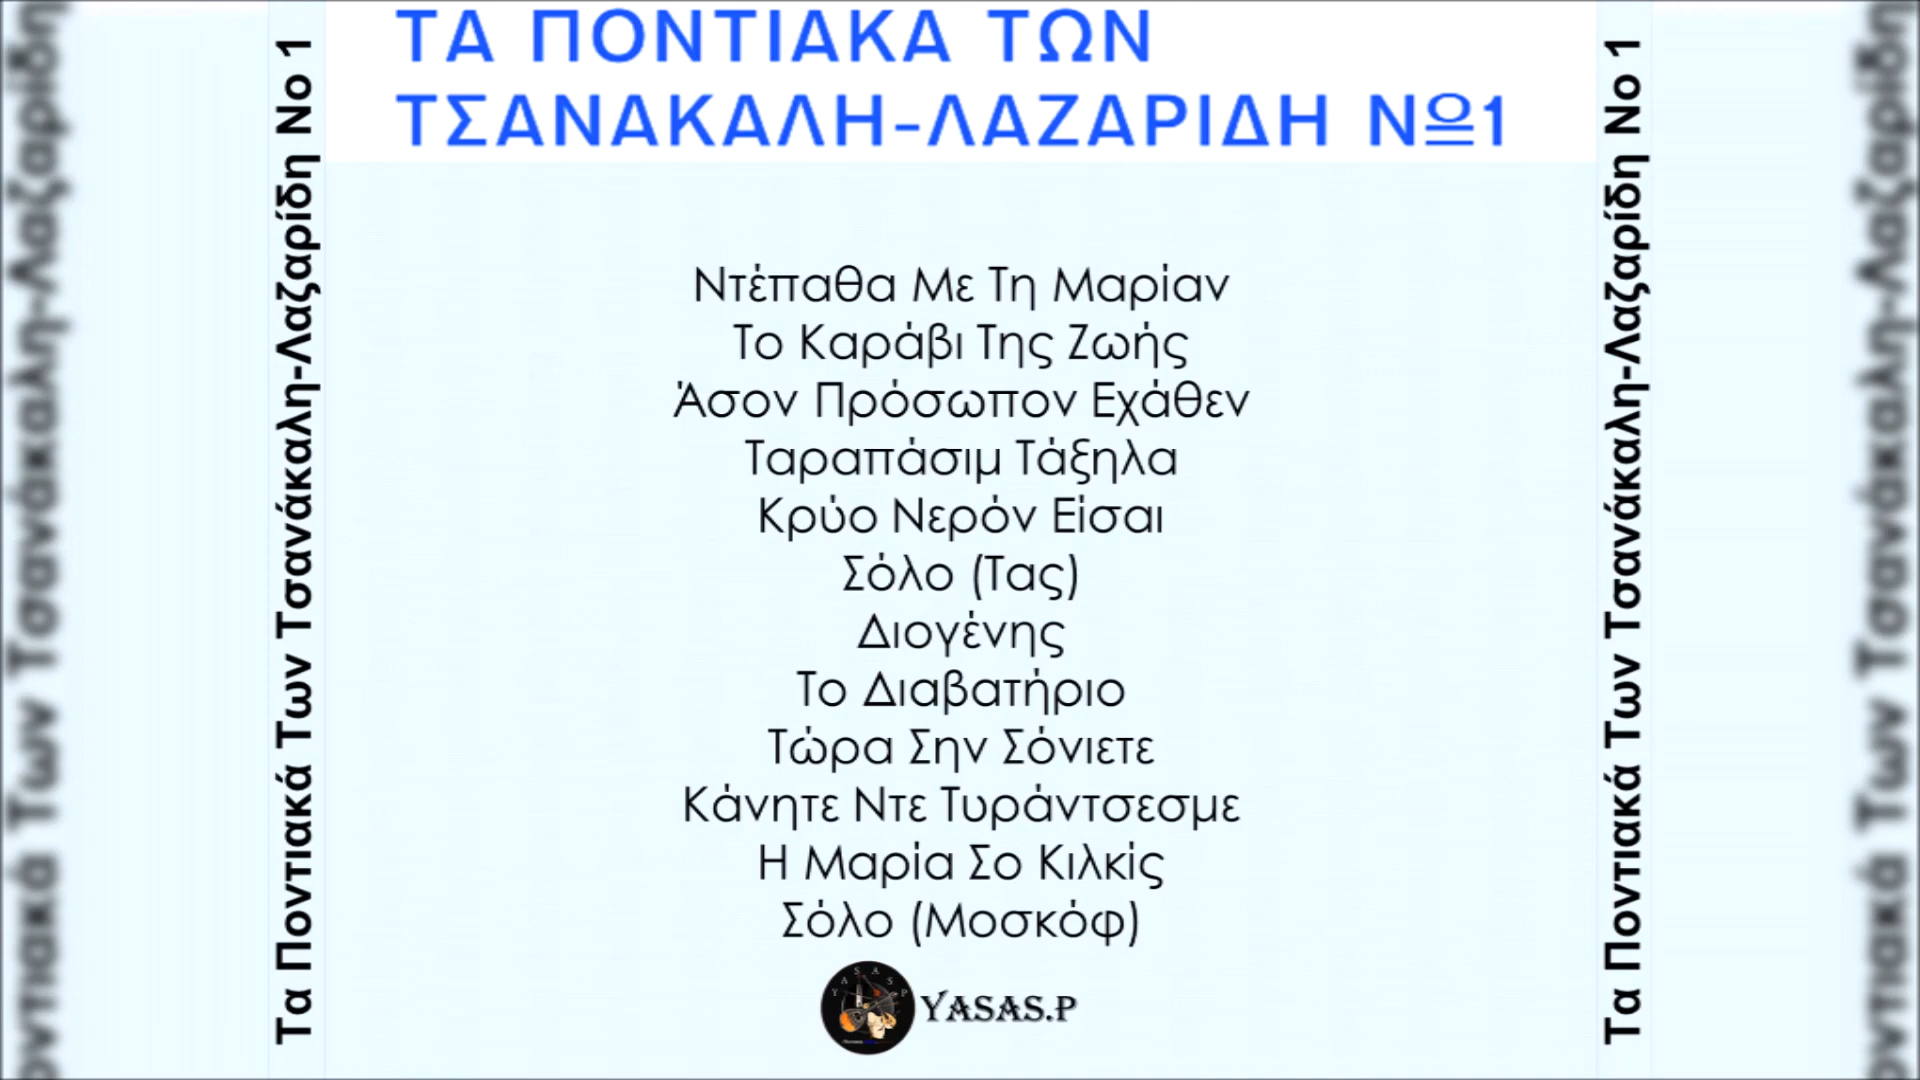 ΤΑ ΠΟΝΤΙΑΚΑ ΤΩΝ
ΤΣΑΝΑΚΑΛΗ-ΛΑΖΑΡΙΔΗ Νº1
Τα Ποντιακά Των Τσανάκαλη-Λαζαρίδη Νο 1
Ντέπαθα Με Τη Μαρίαν
Το Καράβι Της Ζωής
Άσον Πρόσωπον Εχάθεν
Ταραπάσιμ Τάξηλα
Κρύο Νερόν Είσαι
Σόλο (Τας)
Διογένης
Το Διαβατήριο
Τώρα Σην Σόνιετε
Κάνητε Ντε Τυράντσεσμε
Η Μαρία Σο Κιλκίς
Σόλο (Μοσκόφ)
YASAS.P
YASAS.P
Τα Ποντιακά Των Τσανάκαλη-Λαζαρίδη Νο 1